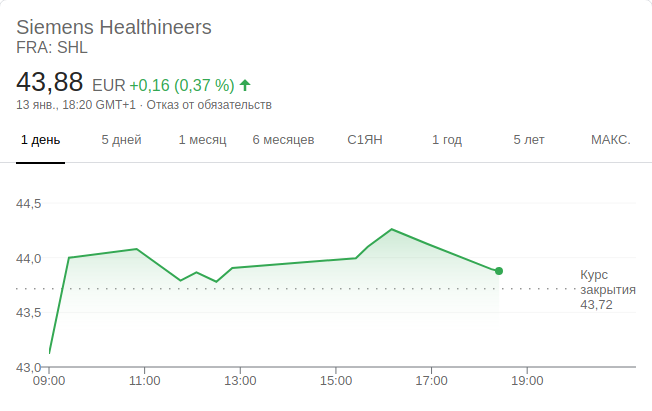 Siemens Healthineers
FRA: SHL
43,88 EUR +0,16 (0,37 %)
13 янв., 18:20 GMT+1 · Отказ от обязательств
1 день 5 дней 1 месяц 6 месяцев С1ЯН 1 год 5 лет МАКС.
44,5
44,0
Курс
закрытия
43,72
43,5
43,0
09:00 11:00 13:00 15:00 17:00 19:00